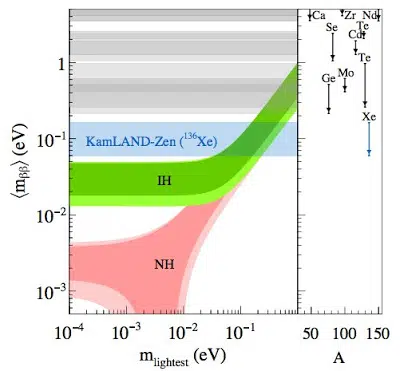 Ca
Zr
Nd
Se
Te
Cd
Te
Ge
Mo
Xe
1
10⁻¹
10⁻²
10⁻³
⟨mββ⟩ (eV)
KamLAND-Zen (¹³⁶Xe)
IH
NH
10⁻⁴
10⁻³
10⁻²
10⁻¹
mlightest (eV)
50
100
150
A